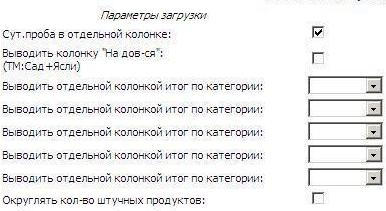 Параметры загрузки
Сут.проба в отдельной колонке:
Выводить колонку "На дов-ся":
(ТМ:Сад+Ясли)
Выводить отдельной колонкой итог по категории:
Выводить отдельной колонкой итог по категории:
Выводить отдельной колонкой итог по категории:
Выводить отдельной колонкой итог по категории:
Выводить отдельной колонкой итог по категории:
Округлять кол-во штучных продуктов: